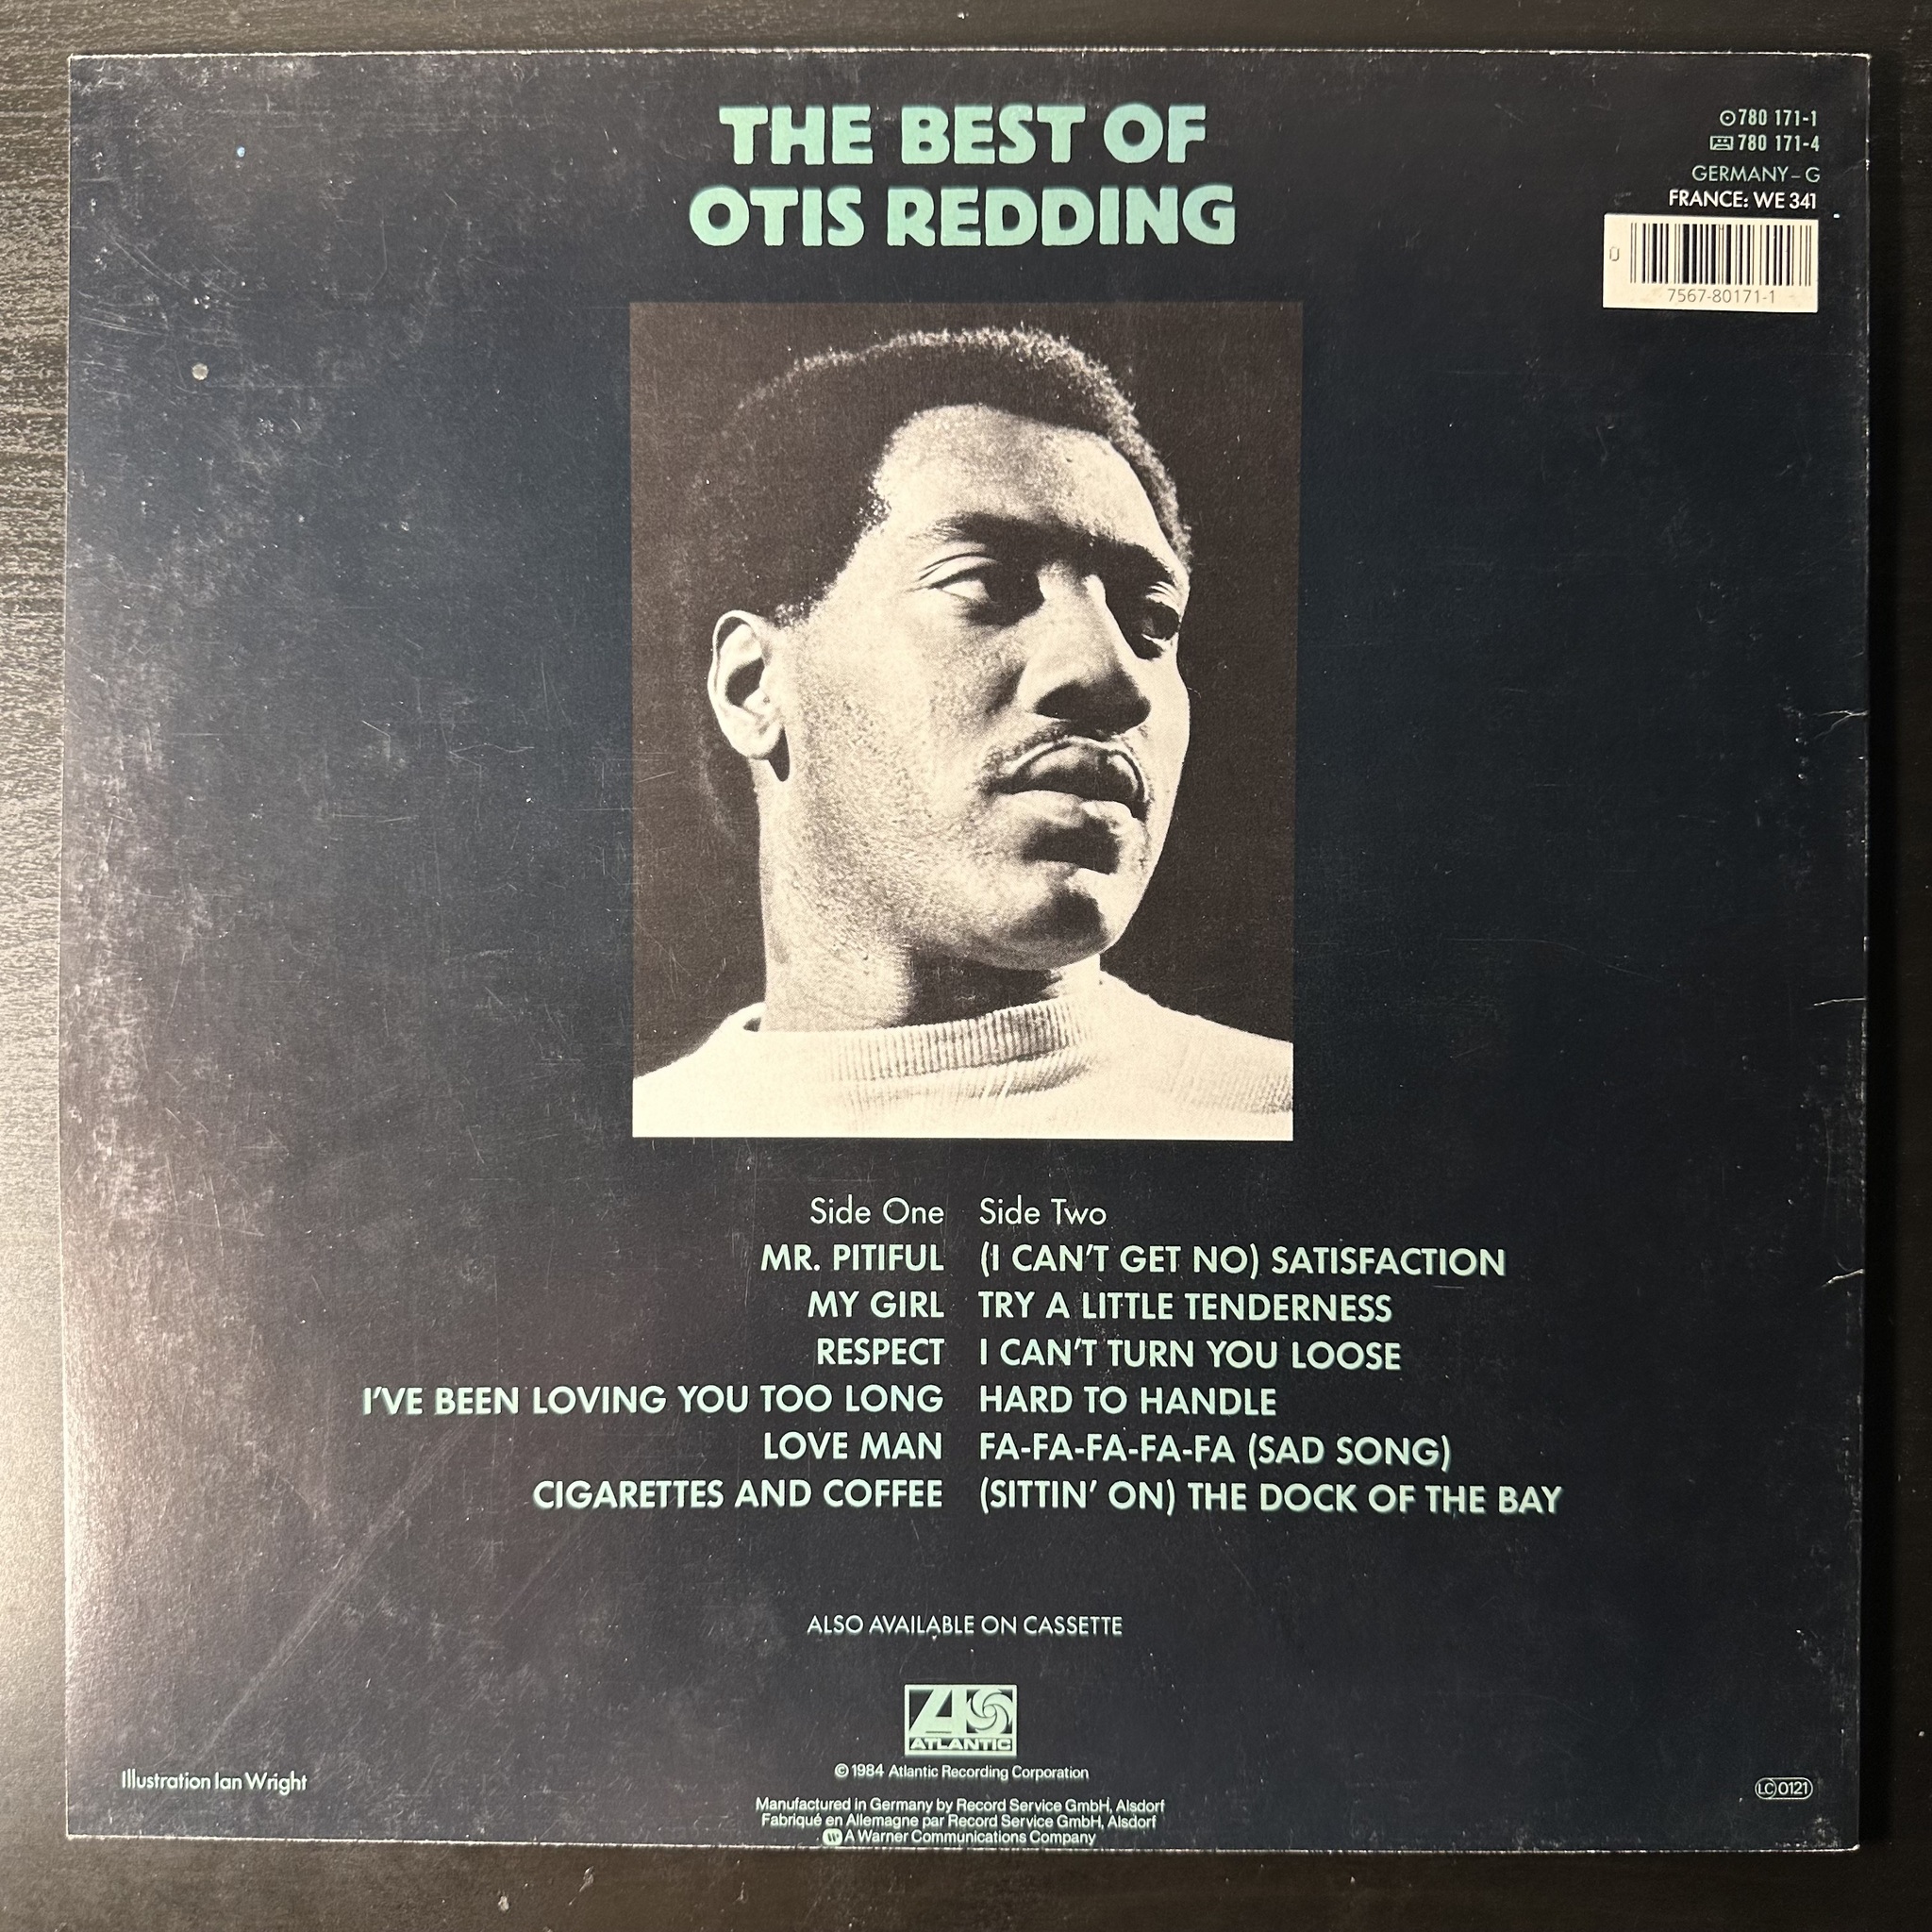 THE BEST OF
OTIS REDDING
780 171-1
780 171-4
GERMANY – G
FRANCE: WE 341
0
7567-80171-1
Side One
MR. PITIFUL
MY GIRL
RESPECT
I'VE BEEN LOVING YOU TOO LONG
LOVE MAN
CIGARETTES AND COFFEE
Side Two
(I CAN'T GET NO) SATISFACTION
TRY A LITTLE TENDERNESS
I CAN'T TURN YOU LOOSE
HARD TO HANDLE
FA-FA-FA-FA-FA (SAD SONG)
(SITTIN' ON) THE DOCK OF THE BAY
ALSO AVAILABLE ON CASSETTE
ATLANTIC
© 1984 Atlantic Recording Corporation
Illustration Ian Wright
LC 0121
Manufactured in Germany by Record Service GmbH, Alsdorf
Fabriqué en Allemagne par Record Service GmbH, Alsdorf
A Warner Communications Company